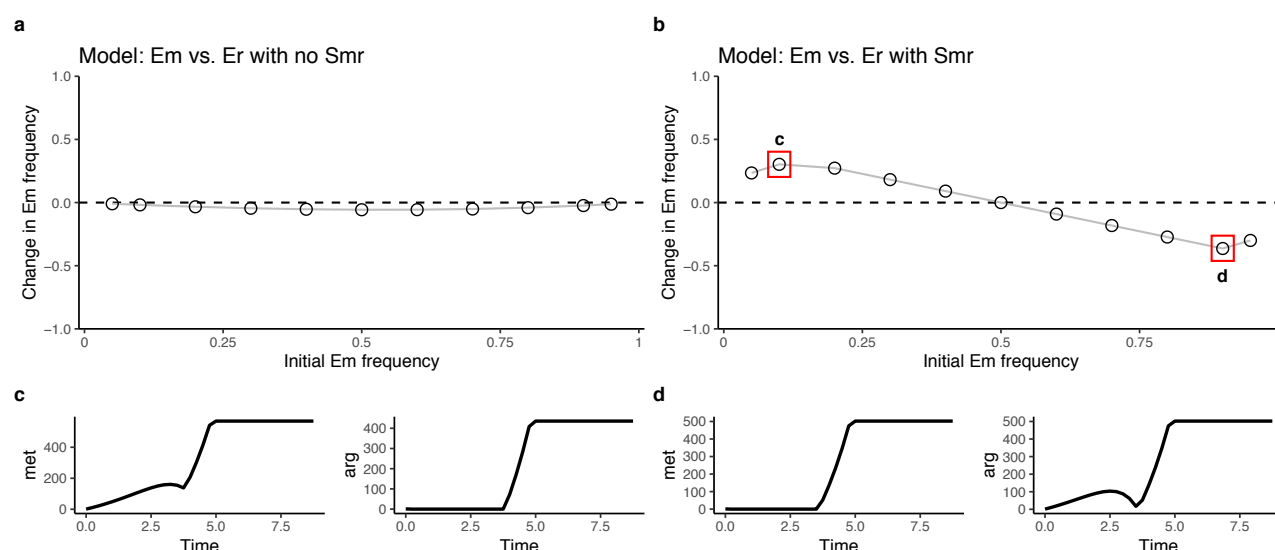 a
Model: Em vs. Er with no Smr
Change in Em frequency
1.0
0.5
0.0
−0.5
−1.0
0
0.25
0.5
0.75
1
Initial Em frequency
b
Model: Em vs. Er with Smr
Change in Em frequency
1.0
0.5
0.0
−0.5
−1.0
c
d
0
0.25
0.5
0.75
Initial Em frequency
c
met
400
200
0
0.0
2.5
5.0
7.5
Time
arg
400
300
200
100
0
0.0
2.5
5.0
7.5
Time
d
met
500
400
300
200
100
0
0.0
2.5
5.0
7.5
Time
arg
500
400
300
200
100
0
0.0
2.5
5.0
7.5
Time